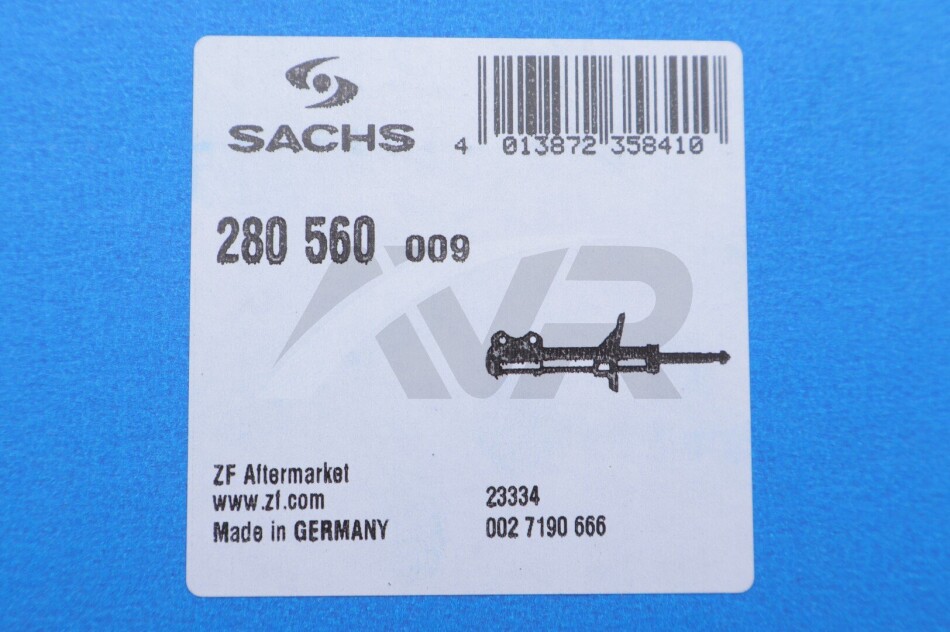 SACHS
4 013872 358410
280 560 009
AVR
ZF Aftermarket
www.zf.com
Made in GERMANY
23334
002 7190 666